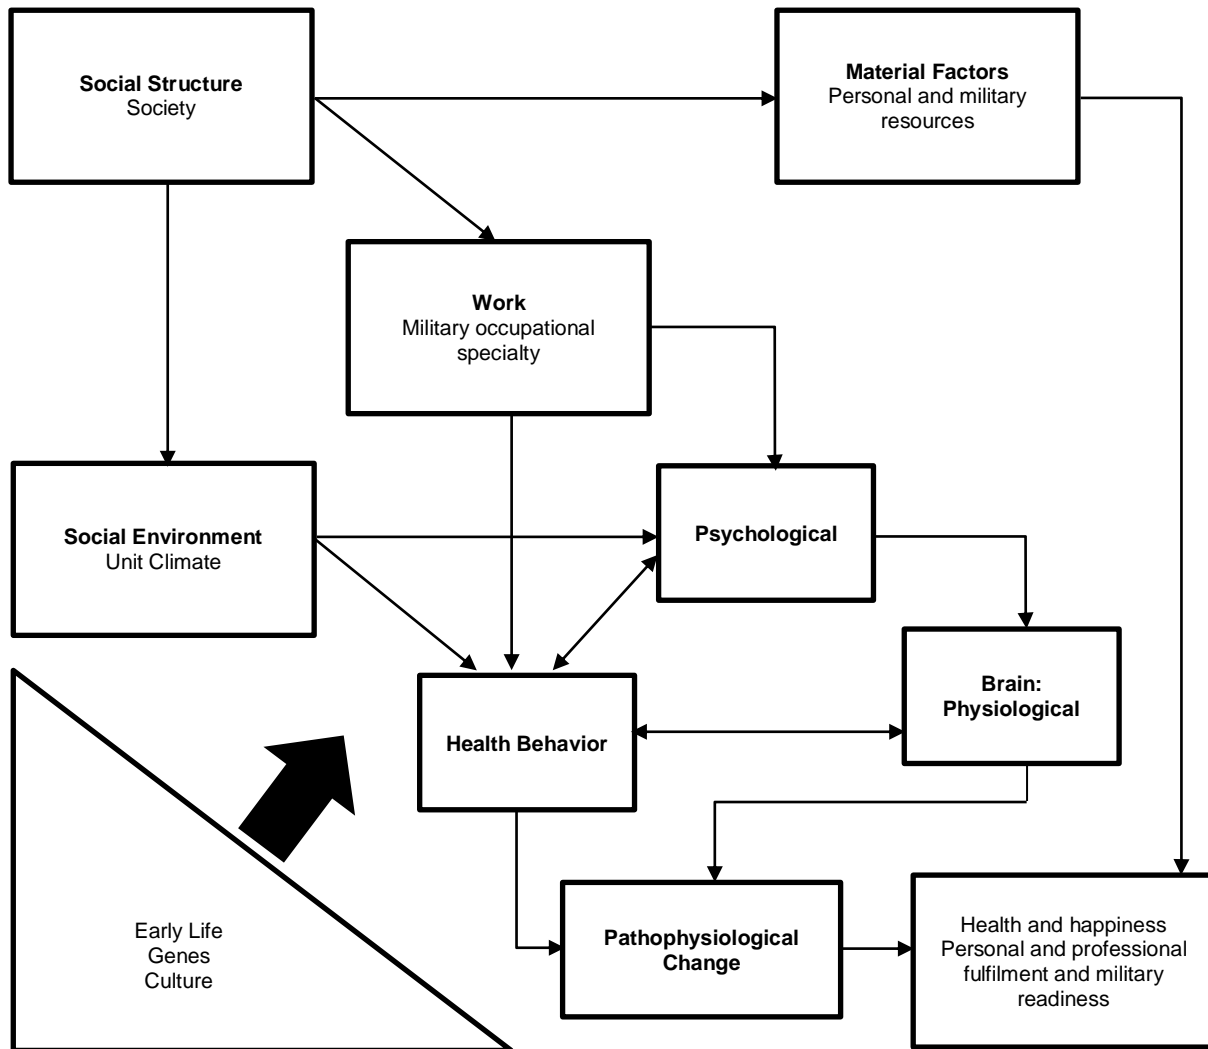 Social Structure
Society
Material Factors
Personal and military
resources
Work
Military occupational
specialty
Social Environment
Unit Climate
Psychological
Brain:
Physiological
Health Behavior
Early Life
Genes
Culture
Pathophysiological
Change
Health and happiness
Personal and professional
fulfilment and military
readiness